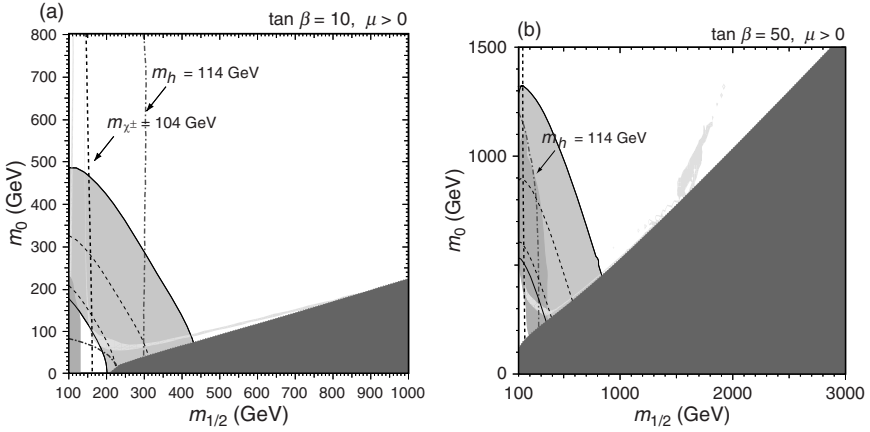 (a)
tan β = 10, μ > 0
800
700
600
500
400
300
200
100
0
m0 (GeV)
mh = 114 GeV
mχ± = 104 GeV
100 200 300 400 500 600 700 800 900 1000
m1/2 (GeV)
(b)
tan β = 50, μ > 0
1500
1000
100
0
m0 (GeV)
mh = 114 GeV
100 1000 2000 3000
m1/2 (GeV)